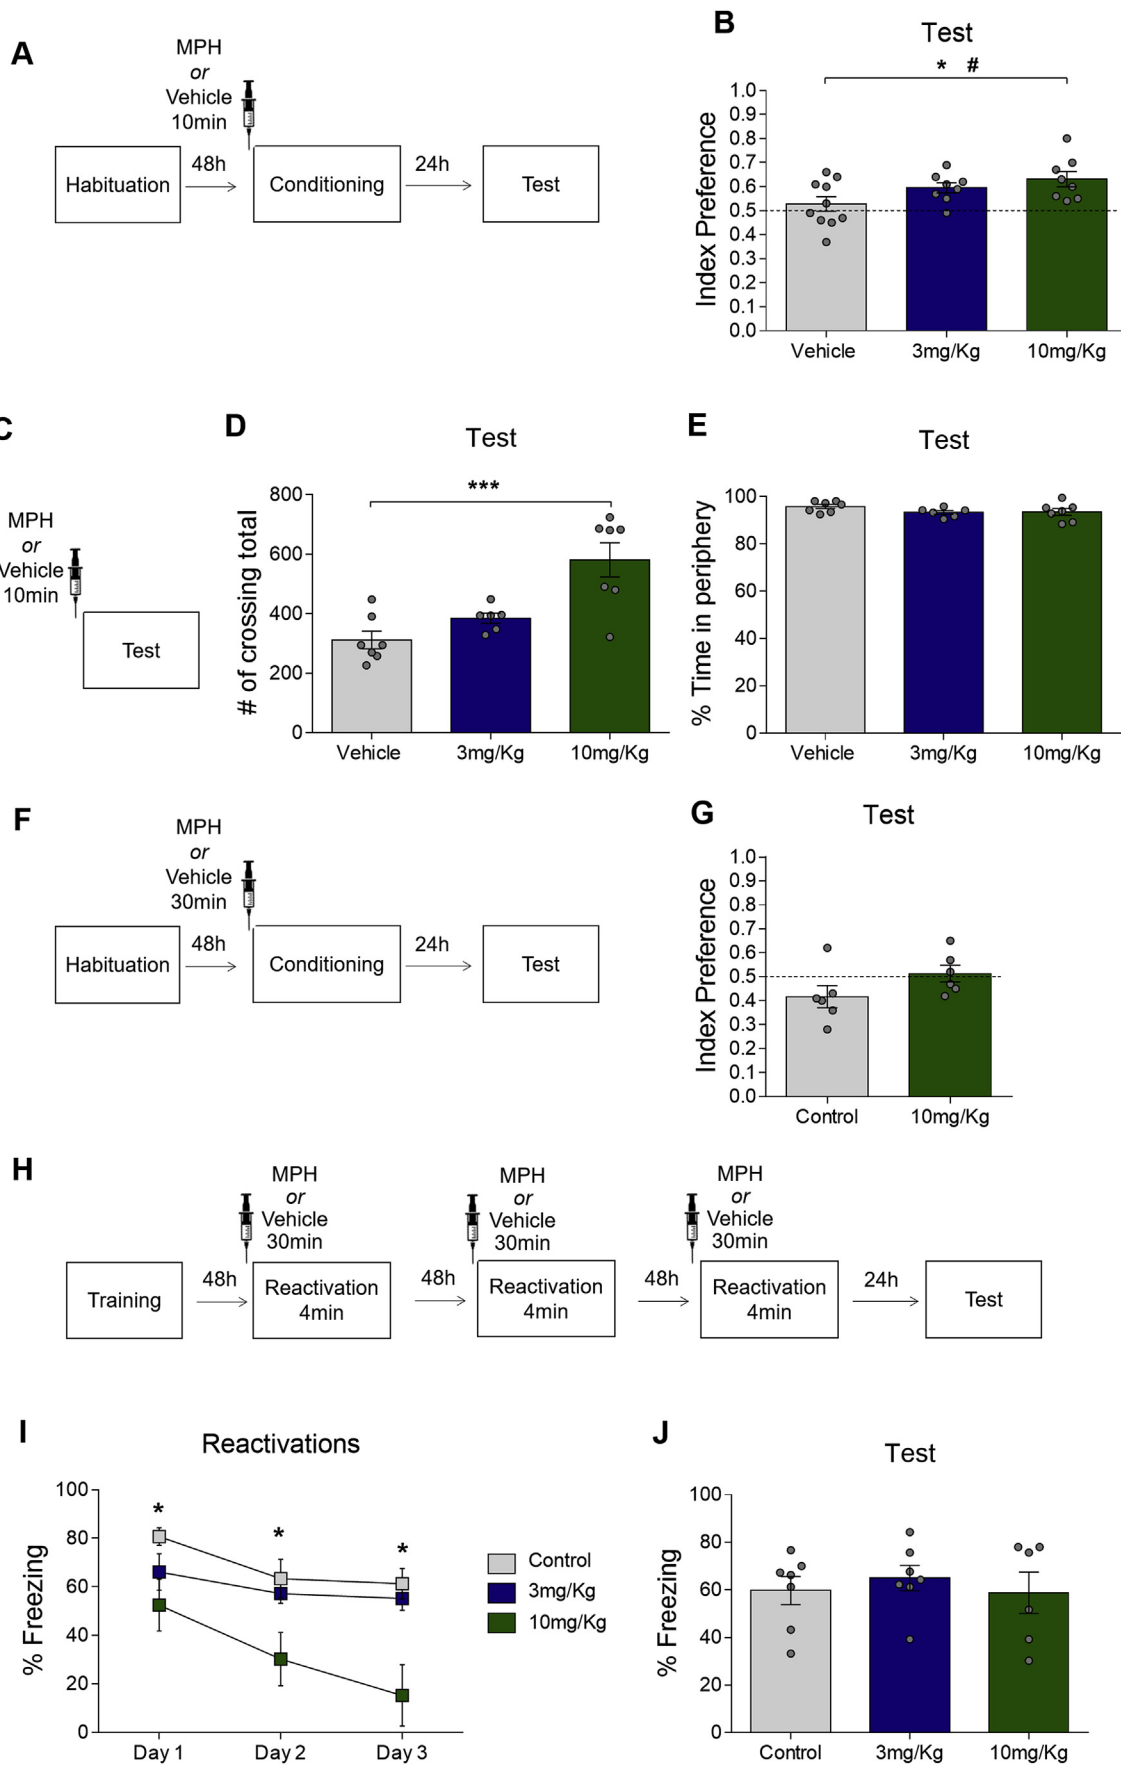 A
MPH
or
Vehicle
10min
Habituation
48h
Conditioning
24h
Test
B
Test
* #
Index Preference
1.0
0.9
0.8
0.7
0.6
0.5
0.4
0.3
0.2
0.1
0.0
Vehicle
3mg/Kg
10mg/Kg
C
MPH
or
Vehicle
10min
Test
D
Test
***
# of crossing total
800
600
400
200
0
Vehicle
3mg/Kg
10mg/Kg
E
Test
% Time in periphery
100
80
60
40
20
0
Vehicle
3mg/Kg
10mg/Kg
F
MPH
or
Vehicle
30min
Habituation
48h
Conditioning
24h
Test
G
Test
Index Preference
1.0
0.9
0.8
0.7
0.6
0.5
0.4
0.3
0.2
0.1
0.0
Control
10mg/Kg
H
Training
48h
MPH
or
Vehicle
30min
Reactivation
4min
48h
MPH
or
Vehicle
30min
Reactivation
4min
48h
MPH
or
Vehicle
30min
Reactivation
4min
24h
Test
I
Reactivations
% Freezing
100
80
60
40
20
0
*
*
*
Day 1
Day 2
Day 3
Control
3mg/Kg
10mg/Kg
J
Test
% Freezing
100
80
60
40
20
0
Control
3mg/Kg
10mg/Kg